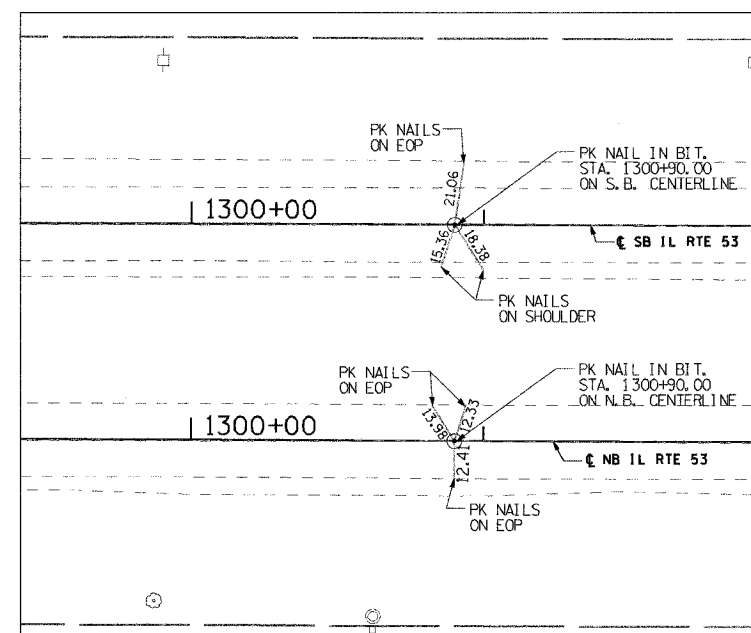 PK NAILS
ON EOP
PK NAIL IN BIT.
STA. 1300+90.00
ON S.B. CENTERLINE
21.06
1300+00
15.36
18.38
℄ SB IL RTE 53
PK NAILS
ON SHOULDER
PK NAILS
ON EOP
PK NAIL IN BIT.
STA. 1300+90.00
ON N.B. CENTERLINE
13.98
12.33
1300+00
12.41
℄ NB IL RTE 53
PK NAILS
ON EOP